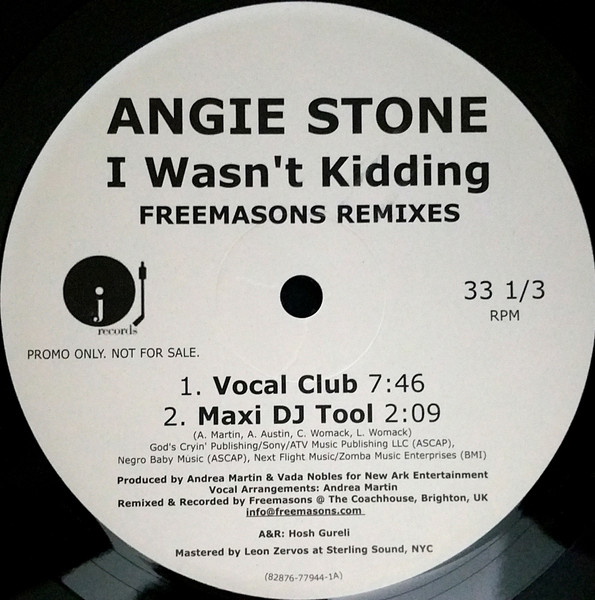 ANGIE STONE
I Wasn't Kidding
FREEMASONS REMIXES
j
records
33 1/3
RPM
PROMO ONLY. NOT FOR SALE.
1. Vocal Club 7:46
2. Maxi DJ Tool 2:09
(A. Martin, A. Austin, C. Womack, L. Womack)
God's Cryin' Publishing/Sony/ATV Music Publishing LLC (ASCAP),
Negro Baby Music (ASCAP), Next Flight Music/Zomba Music Enterprises (BMI)
Produced by Andrea Martin & Vada Nobles for New Ark Entertainment
Vocal Arrangements: Andrea Martin
Remixed & Recorded by Freemasons @ The Coachhouse, Brighton, UK
info@freemasons.com
A&R: Hosh Gureli
Mastered by Leon Zervos at Sterling Sound, NYC
(82876-77944-1A)